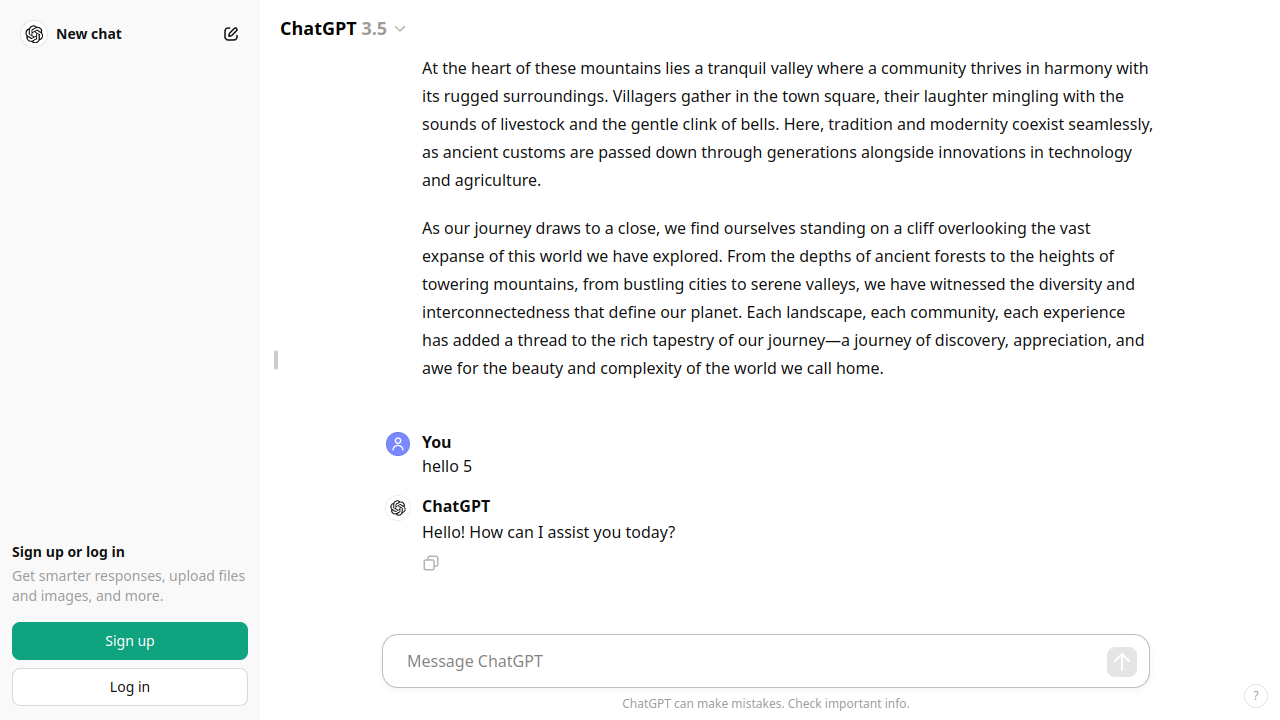 New chat
Sign up or log in
Get smarter responses, upload files
and images, and more.
Sign up
Log in
ChatGPT 3.5
At the heart of these mountains lies a tranquil valley where a community thrives in harmony with
its rugged surroundings. Villagers gather in the town square, their laughter mingling with the
sounds of livestock and the gentle clink of bells. Here, tradition and modernity coexist seamlessly,
as ancient customs are passed down through generations alongside innovations in technology
and agriculture.
As our journey draws to a close, we find ourselves standing on a cliff overlooking the vast
expanse of this world we have explored. From the depths of ancient forests to the heights of
towering mountains, from bustling cities to serene valleys, we have witnessed the diversity and
interconnectedness that define our planet. Each landscape, each community, each experience
has added a thread to the rich tapestry of our journey—a journey of discovery, appreciation, and
awe for the beauty and complexity of the world we call home.
You
hello 5
ChatGPT
Hello! How can I assist you today?
Message ChatGPT
ChatGPT can make mistakes. Check important info.
?